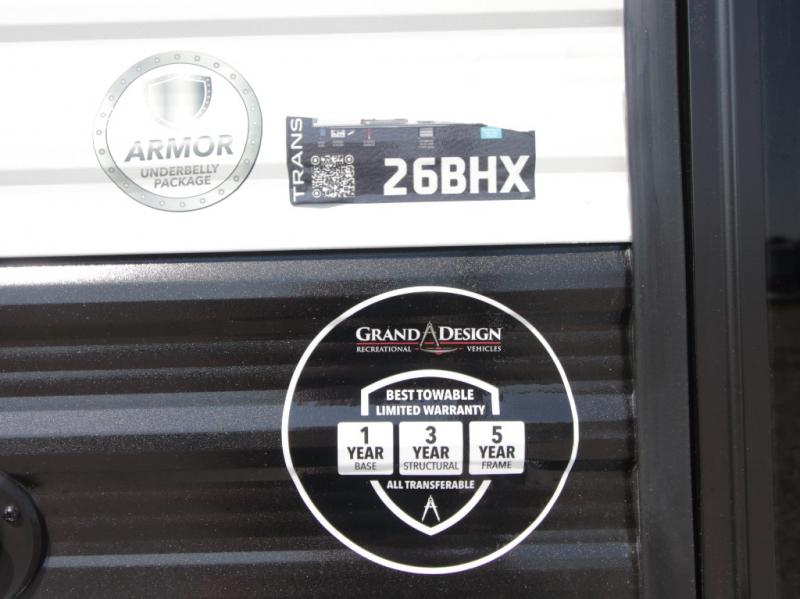 ARMOR
UNDERBELLY
PACKAGE
TRANS
26BHX
GRAND DESIGN
RECREATIONAL VEHICLES
BEST TOWABLE
LIMITED WARRANTY
1 3 5
YEAR YEAR YEAR
BASE STRUCTURAL FRAME
ALL TRANSFERABLE